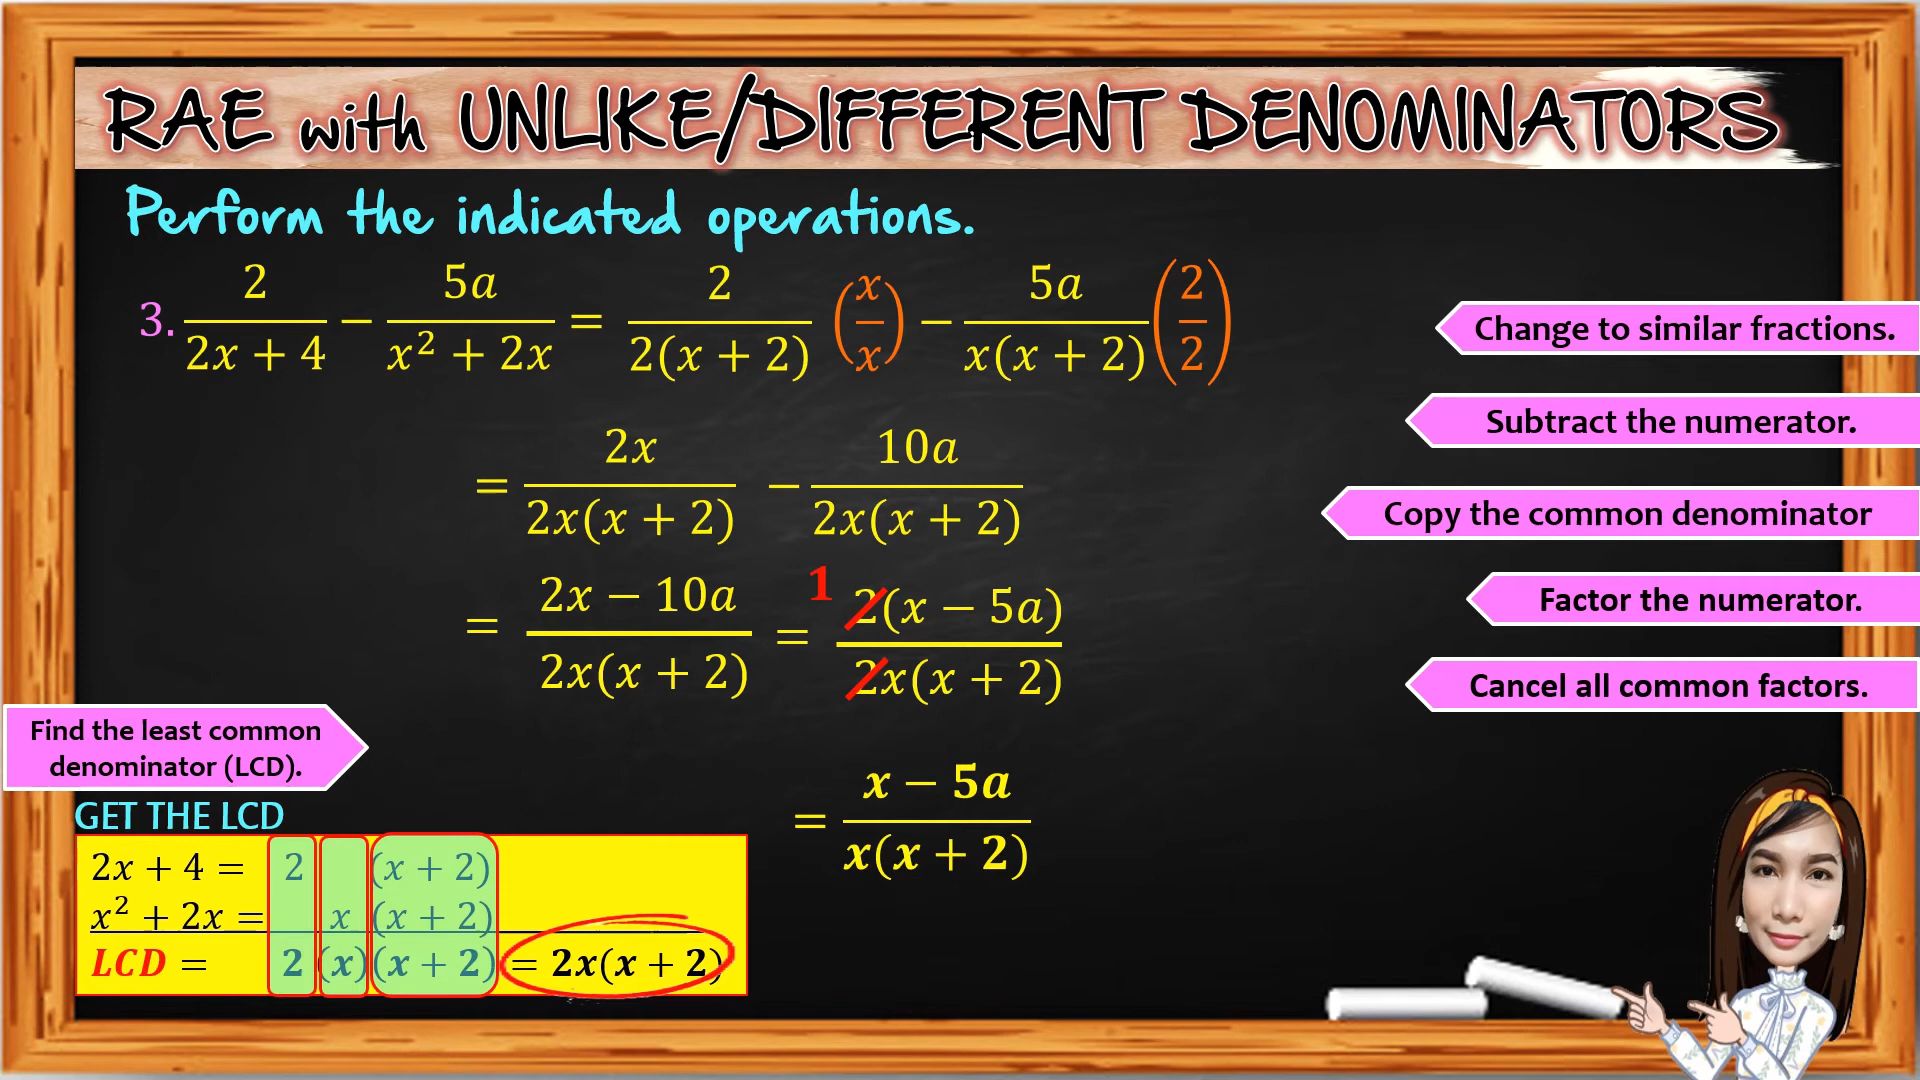 RAE with UNLIKE/DIFFERENT DENOMINATORS
Perform the indicated operations.
3. 2/(2x + 4) − 5a/(x² + 2x) = 2/(2(x + 2)) (x/x) − 5a/(x(x + 2)) (2/2)
= 2x/(2x(x + 2)) − 10a/(2x(x + 2))
= (2x − 10a)/(2x(x + 2)) = 1 2(x − 5a)/(2x(x + 2))
= (x − 5a)/(x(x + 2))
Change to similar fractions.
Subtract the numerator.
Copy the common denominator
Factor the numerator.
Cancel all common factors.
Find the least common
denominator (LCD).
GET THE LCD
2x + 4 = 2 (x + 2)
x² + 2x = x (x + 2)
LCD = 2 (x)(x + 2) = 2x(x + 2)